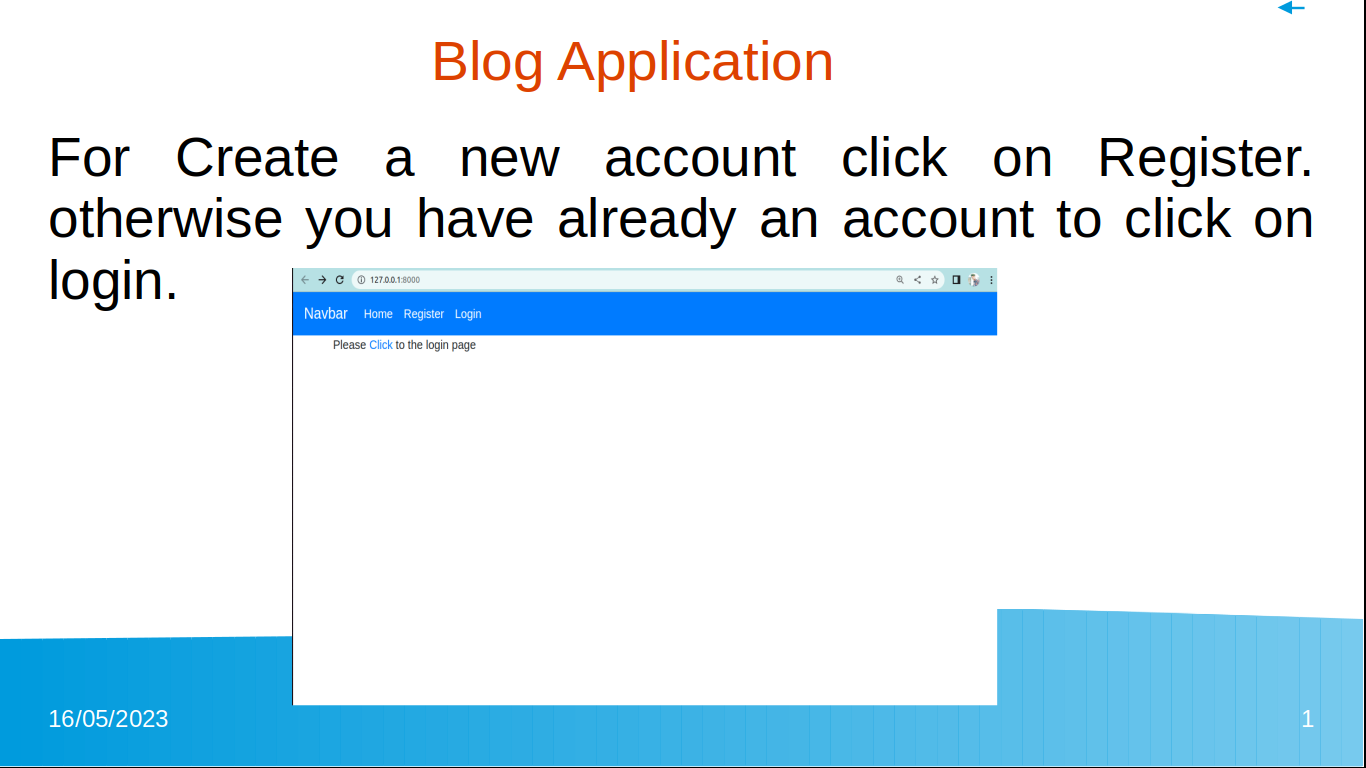 Blog Application
For Create a new account click on Register.
otherwise you have already an account to click on
login.
127.0.0.1:8000
Navbar Home Register Login
Please Click to the login page
16/05/2023
1